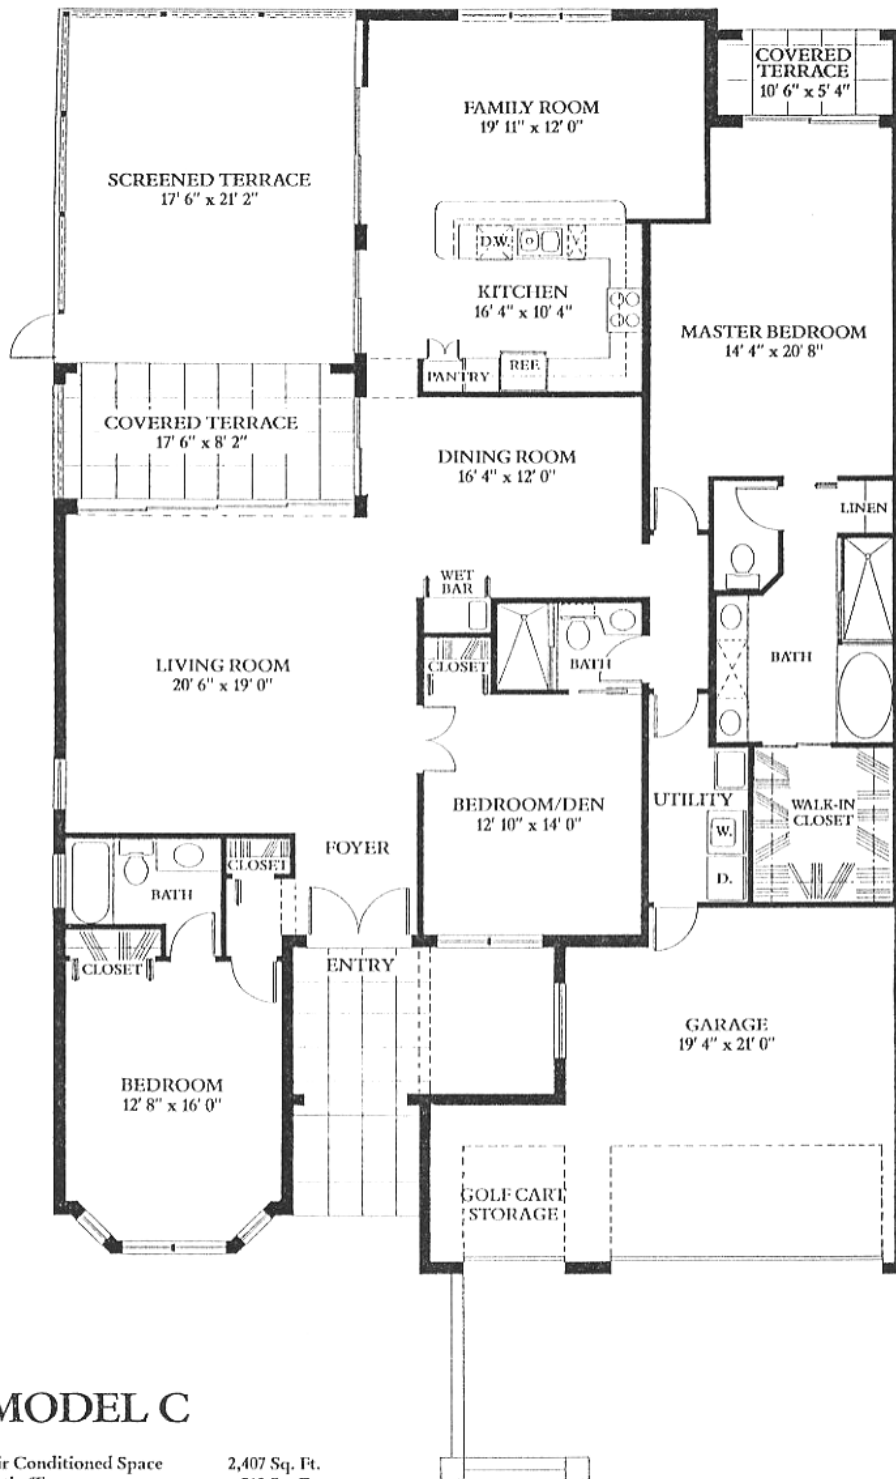 COVERED
TERRACE
10' 6" x 5' 4"
FAMILY ROOM
19' 11" x 12' 0"
SCREENED TERRACE
17' 6" x 21' 2"
D.W.
KITCHEN
16' 4" x 10' 4"
MASTER BEDROOM
14' 4" x 20' 8"
PANTRY
REF.
COVERED TERRACE
17' 6" x 8' 2"
DINING ROOM
16' 4" x 12' 0"
LINEN
WET
BAR
LIVING ROOM
20' 6" x 19' 0"
CLOSET
BATH
BATH
BEDROOM/DEN
12' 10" x 14' 0"
UTILITY
WALK-IN
CLOSET
W.
D.
FOYER
CLOSET
BATH
CLOSET
ENTRY
GARAGE
19' 4" x 21' 0"
BEDROOM
12' 8" x 16' 0"
GOLF CART
STORAGE
MODEL C
ir Conditioned Space 2,407 Sq. Ft.